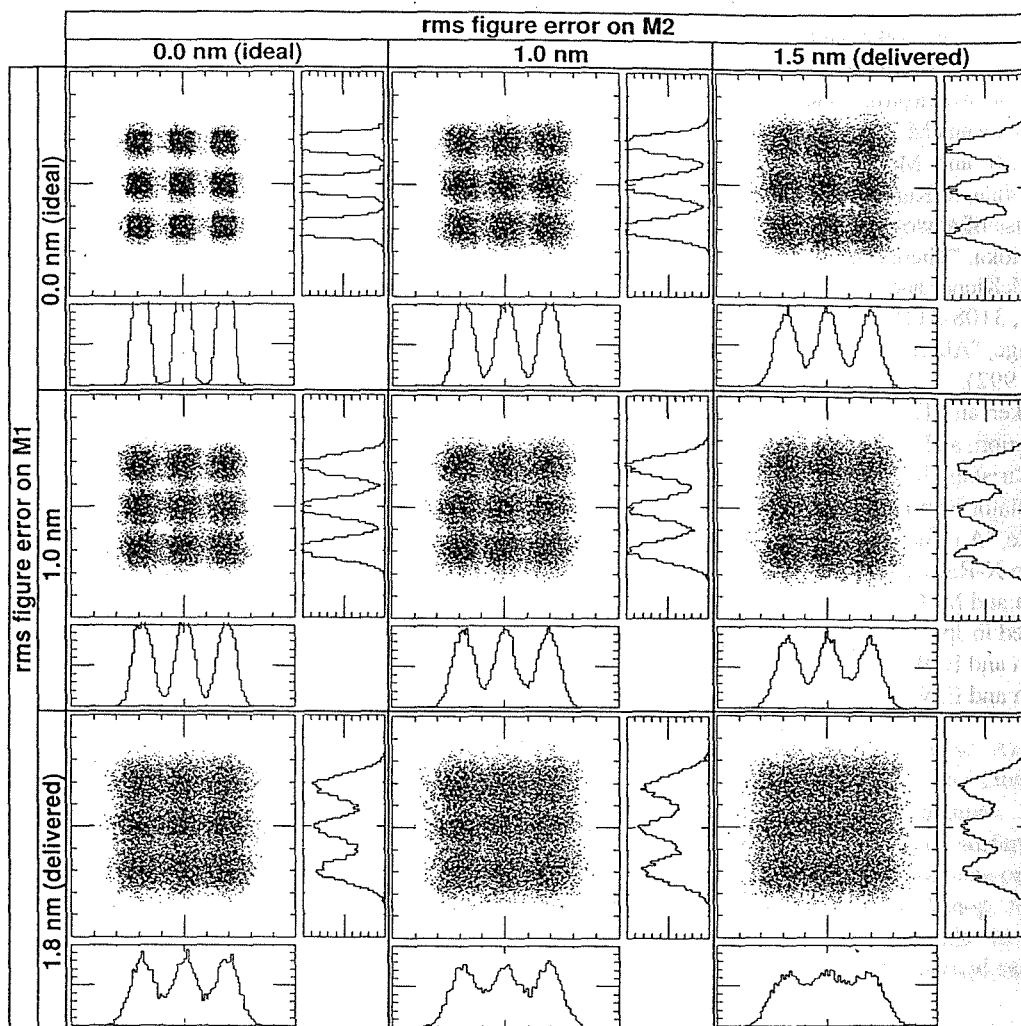 rms figure error on M2
0.0 nm (ideal)
1.0 nm
1.5 nm (delivered)
rms figure error on M1
0.0 nm (ideal)
1.0 nm
1.8 nm (delivered)